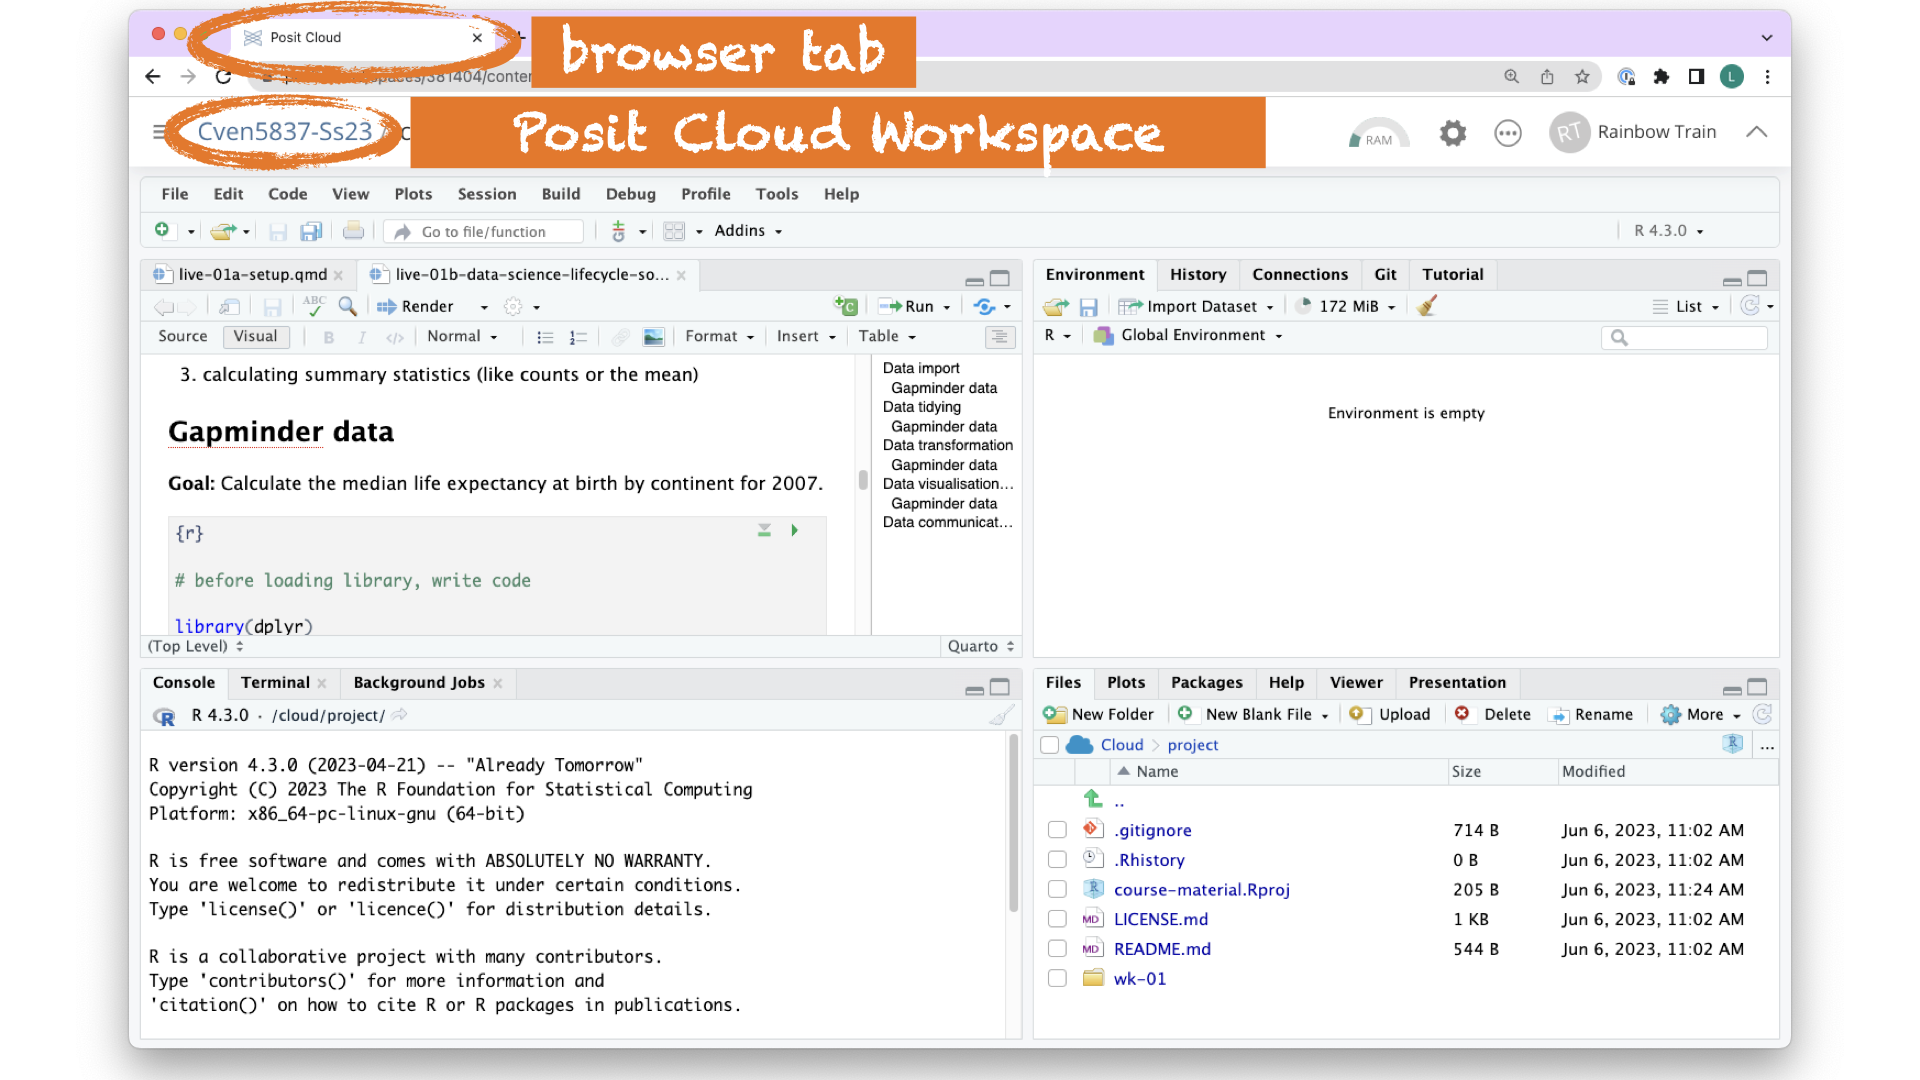 Posit Cloud
browser tab
L
Cven5837-Ss23 /
Posit Cloud Workspace
RAM
RT
Rainbow Train
File Edit Code View Plots Session Build Debug Profile Tools Help
Go to file/function
Addins
R 4.3.0
live-01a-setup.qmd
live-01b-data-science-lifecycle-so...
ABC
Render
Run
Source Visual B I </> Normal Format Insert Table
3. calculating summary statistics (like counts or the mean)
Gapminder data
Goal: Calculate the median life expectancy at birth by continent for 2007.
{r}
# before loading library, write code
library(dplyr)
Data import
Gapminder data
Data tidying
Gapminder data
Data transformation
Gapminder data
Data visualisation...
Gapminder data
Data communicat...
(Top Level)
Quarto
Environment History Connections Git Tutorial
Import Dataset
172 MiB
List
R
Global Environment
Environment is empty
Console Terminal Background Jobs
R 4.3.0 · /cloud/project/
R version 4.3.0 (2023-04-21) -- "Already Tomorrow"
Copyright (C) 2023 The R Foundation for Statistical Computing
Platform: x86_64-pc-linux-gnu (64-bit)
R is free software and comes with ABSOLUTELY NO WARRANTY.
You are welcome to redistribute it under certain conditions.
Type 'license()' or 'licence()' for distribution details.
R is a collaborative project with many contributors.
Type 'contributors()' for more information and
'citation()' on how to cite R or R packages in publications.
Files Plots Packages Help Viewer Presentation
New Folder New Blank File Upload Delete Rename More
Cloud > project
...
Name Size Modified
..
.gitignore 714 B Jun 6, 2023, 11:02 AM
.Rhistory 0 B Jun 6, 2023, 11:02 AM
course-material.Rproj 205 B Jun 6, 2023, 11:24 AM
MD LICENSE.md 1 KB Jun 6, 2023, 11:02 AM
MD README.md 544 B Jun 6, 2023, 11:02 AM
wk-01